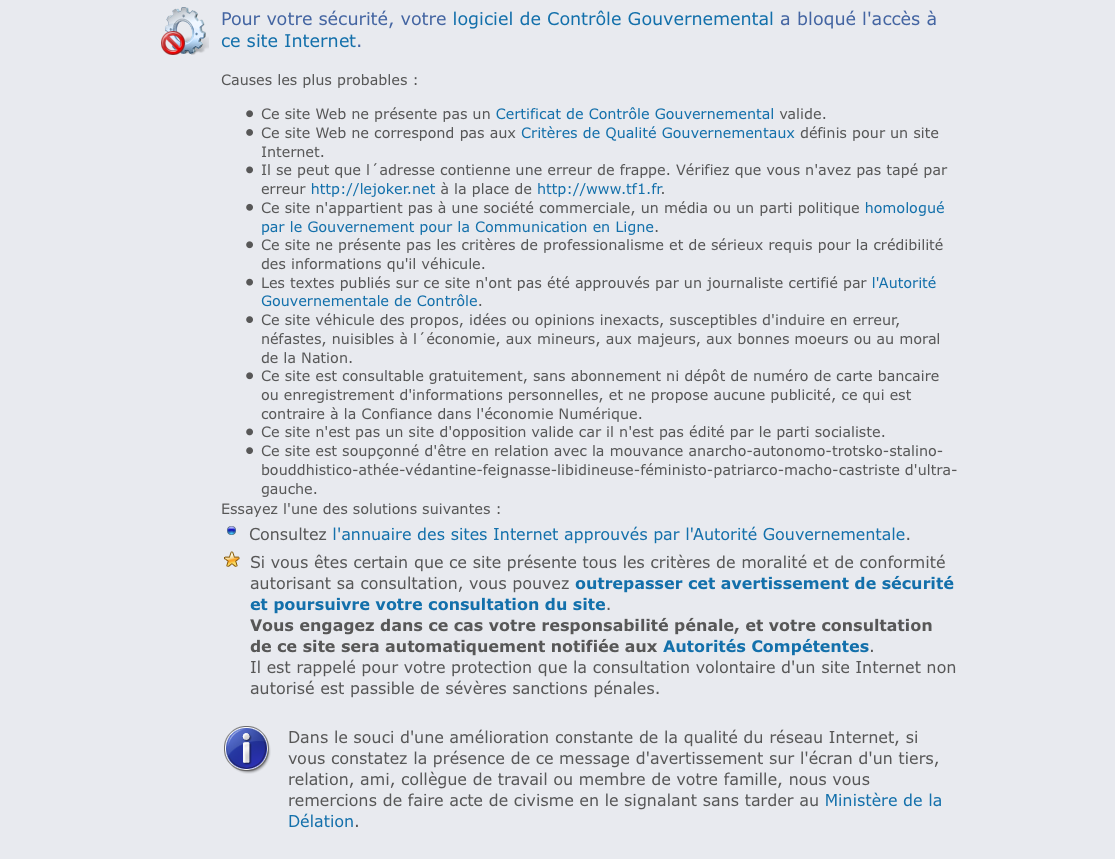 Pour votre sécurité, votre logiciel de Contrôle Gouvernemental a bloqué l'accès à
ce site Internet.
Causes les plus probables :
Ce site Web ne présente pas un Certificat de Contrôle Gouvernemental valide.
Ce site Web ne correspond pas aux Critères de Qualité Gouvernementaux définis pour un site
Internet.
Il se peut que l´adresse contienne une erreur de frappe. Vérifiez que vous n'avez pas tapé par
erreur http://lejoker.net à la place de http://www.tf1.fr.
Ce site n'appartient pas à une société commerciale, un média ou un parti politique homologué
par le Gouvernement pour la Communication en Ligne.
Ce site ne présente pas les critères de professionalisme et de sérieux requis pour la crédibilité
des informations qu'il véhicule.
Les textes publiés sur ce site n'ont pas été approuvés par un journaliste certifié par l'Autorité
Gouvernementale de Contrôle.
Ce site véhicule des propos, idées ou opinions inexacts, susceptibles d'induire en erreur,
néfastes, nuisibles à l´économie, aux mineurs, aux majeurs, aux bonnes moeurs ou au moral
de la Nation.
Ce site est consultable gratuitement, sans abonnement ni dépôt de numéro de carte bancaire
ou enregistrement d'informations personnelles, et ne propose aucune publicité, ce qui est
contraire à la Confiance dans l'économie Numérique.
Ce site n'est pas un site d'opposition valide car il n'est pas édité par le parti socialiste.
Ce site est soupçonné d'être en relation avec la mouvance anarcho-autonomo-trotsko-stalino-
bouddhistico-athée-védantine-feignasse-libidineuse-féministo-patriarco-macho-castriste d'ultra-
gauche.
Essayez l'une des solutions suivantes :
Consultez l'annuaire des sites Internet approuvés par l'Autorité Gouvernementale.
Si vous êtes certain que ce site présente tous les critères de moralité et de conformité
autorisant sa consultation, vous pouvez outrepasser cet avertissement de sécurité
et poursuivre votre consultation du site.
Vous engagez dans ce cas votre responsabilité pénale, et votre consultation
de ce site sera automatiquement notifiée aux Autorités Compétentes.
Il est rappelé pour votre protection que la consultation volontaire d'un site Internet non
autorisé est passible de sévères sanctions pénales.
Dans le souci d'une amélioration constante de la qualité du réseau Internet, si
vous constatez la présence de ce message d'avertissement sur l'écran d'un tiers,
relation, ami, collègue de travail ou membre de votre famille, nous vous
remercions de faire acte de civisme en le signalant sans tarder au Ministère de la
Délation.